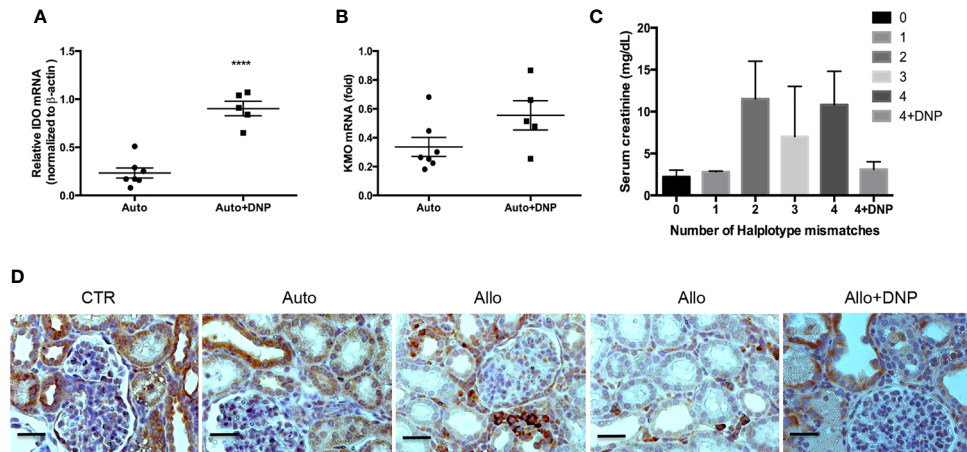 A
Relative IDO mRNA
(normalized to β-actin )
1.5
1.0
0.5
0.0
****
Auto
Auto+DNP
B
KMO mRNA (fold)
1.0
0.8
0.6
0.4
0.2
0.0
Auto
Auto+DNP
C
Serum creatinine (mg/dL)
20
15
10
5
0
0
1
2
3
4
4+DNP
Number of Halplotype mismatches
0
1
2
3
4
4+DNP
D
CTR
Auto
Allo
Allo
Allo+DNP